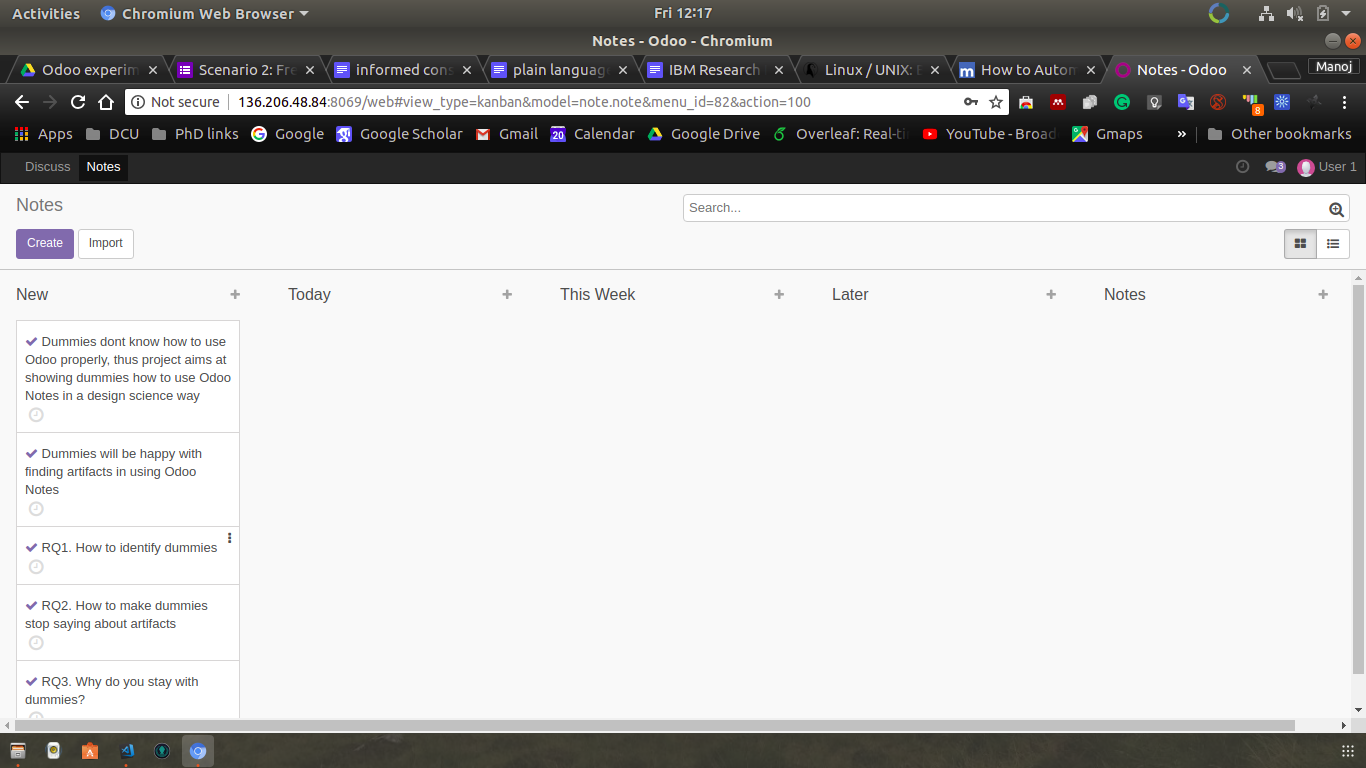 Activities Chromium Web Browser Fri 12:17
Notes - Odoo - Chromium
Odoo experim Scenario 2: Fre informed cons plain language IBM Research Linux / UNIX: E How to Autom Notes - Odoo Manoj
Not secure 136.206.48.84:8069/web#view_type=kanban&model=note.note&menu_id=82&action=100 8
Apps DCU PhD links Google Google Scholar Gmail 20 Calendar Google Drive Overleaf: Real-ti YouTube - Broad Gmaps » Other bookmarks
Discuss Notes 3 User 1
Notes Search...
Create Import
New Today This Week Later Notes
Dummies dont know how to use
Odoo properly, thus project aims at
showing dummies how to use Odoo
Notes in a design science way
Dummies will be happy with
finding artifacts in using Odoo
Notes
RQ1. How to identify dummies
RQ2. How to make dummies
stop saying about artifacts
RQ3. Why do you stay with
dummies?